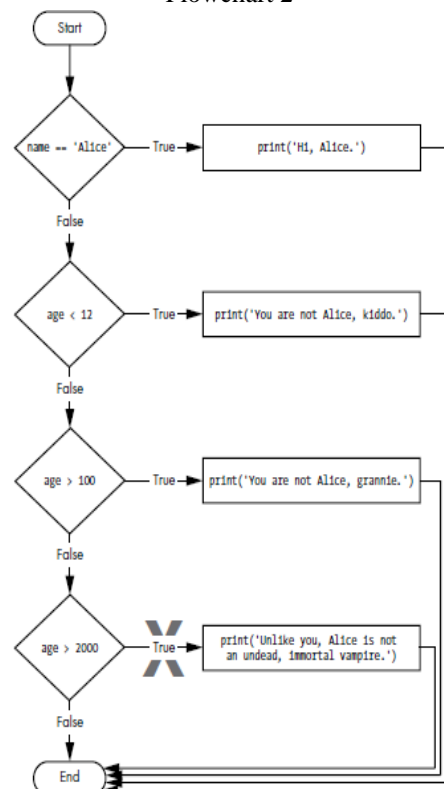 Flowchart 2
Start
name == 'Alice'
True
print('Hi, Alice.')
False
age < 12
True
print('You are not Alice, kiddo.')
False
age > 100
True
print('You are not Alice, grannie.')
False
age > 2000
True
print('Unlike you, Alice is not
an undead, immortal vampire.')
False
End